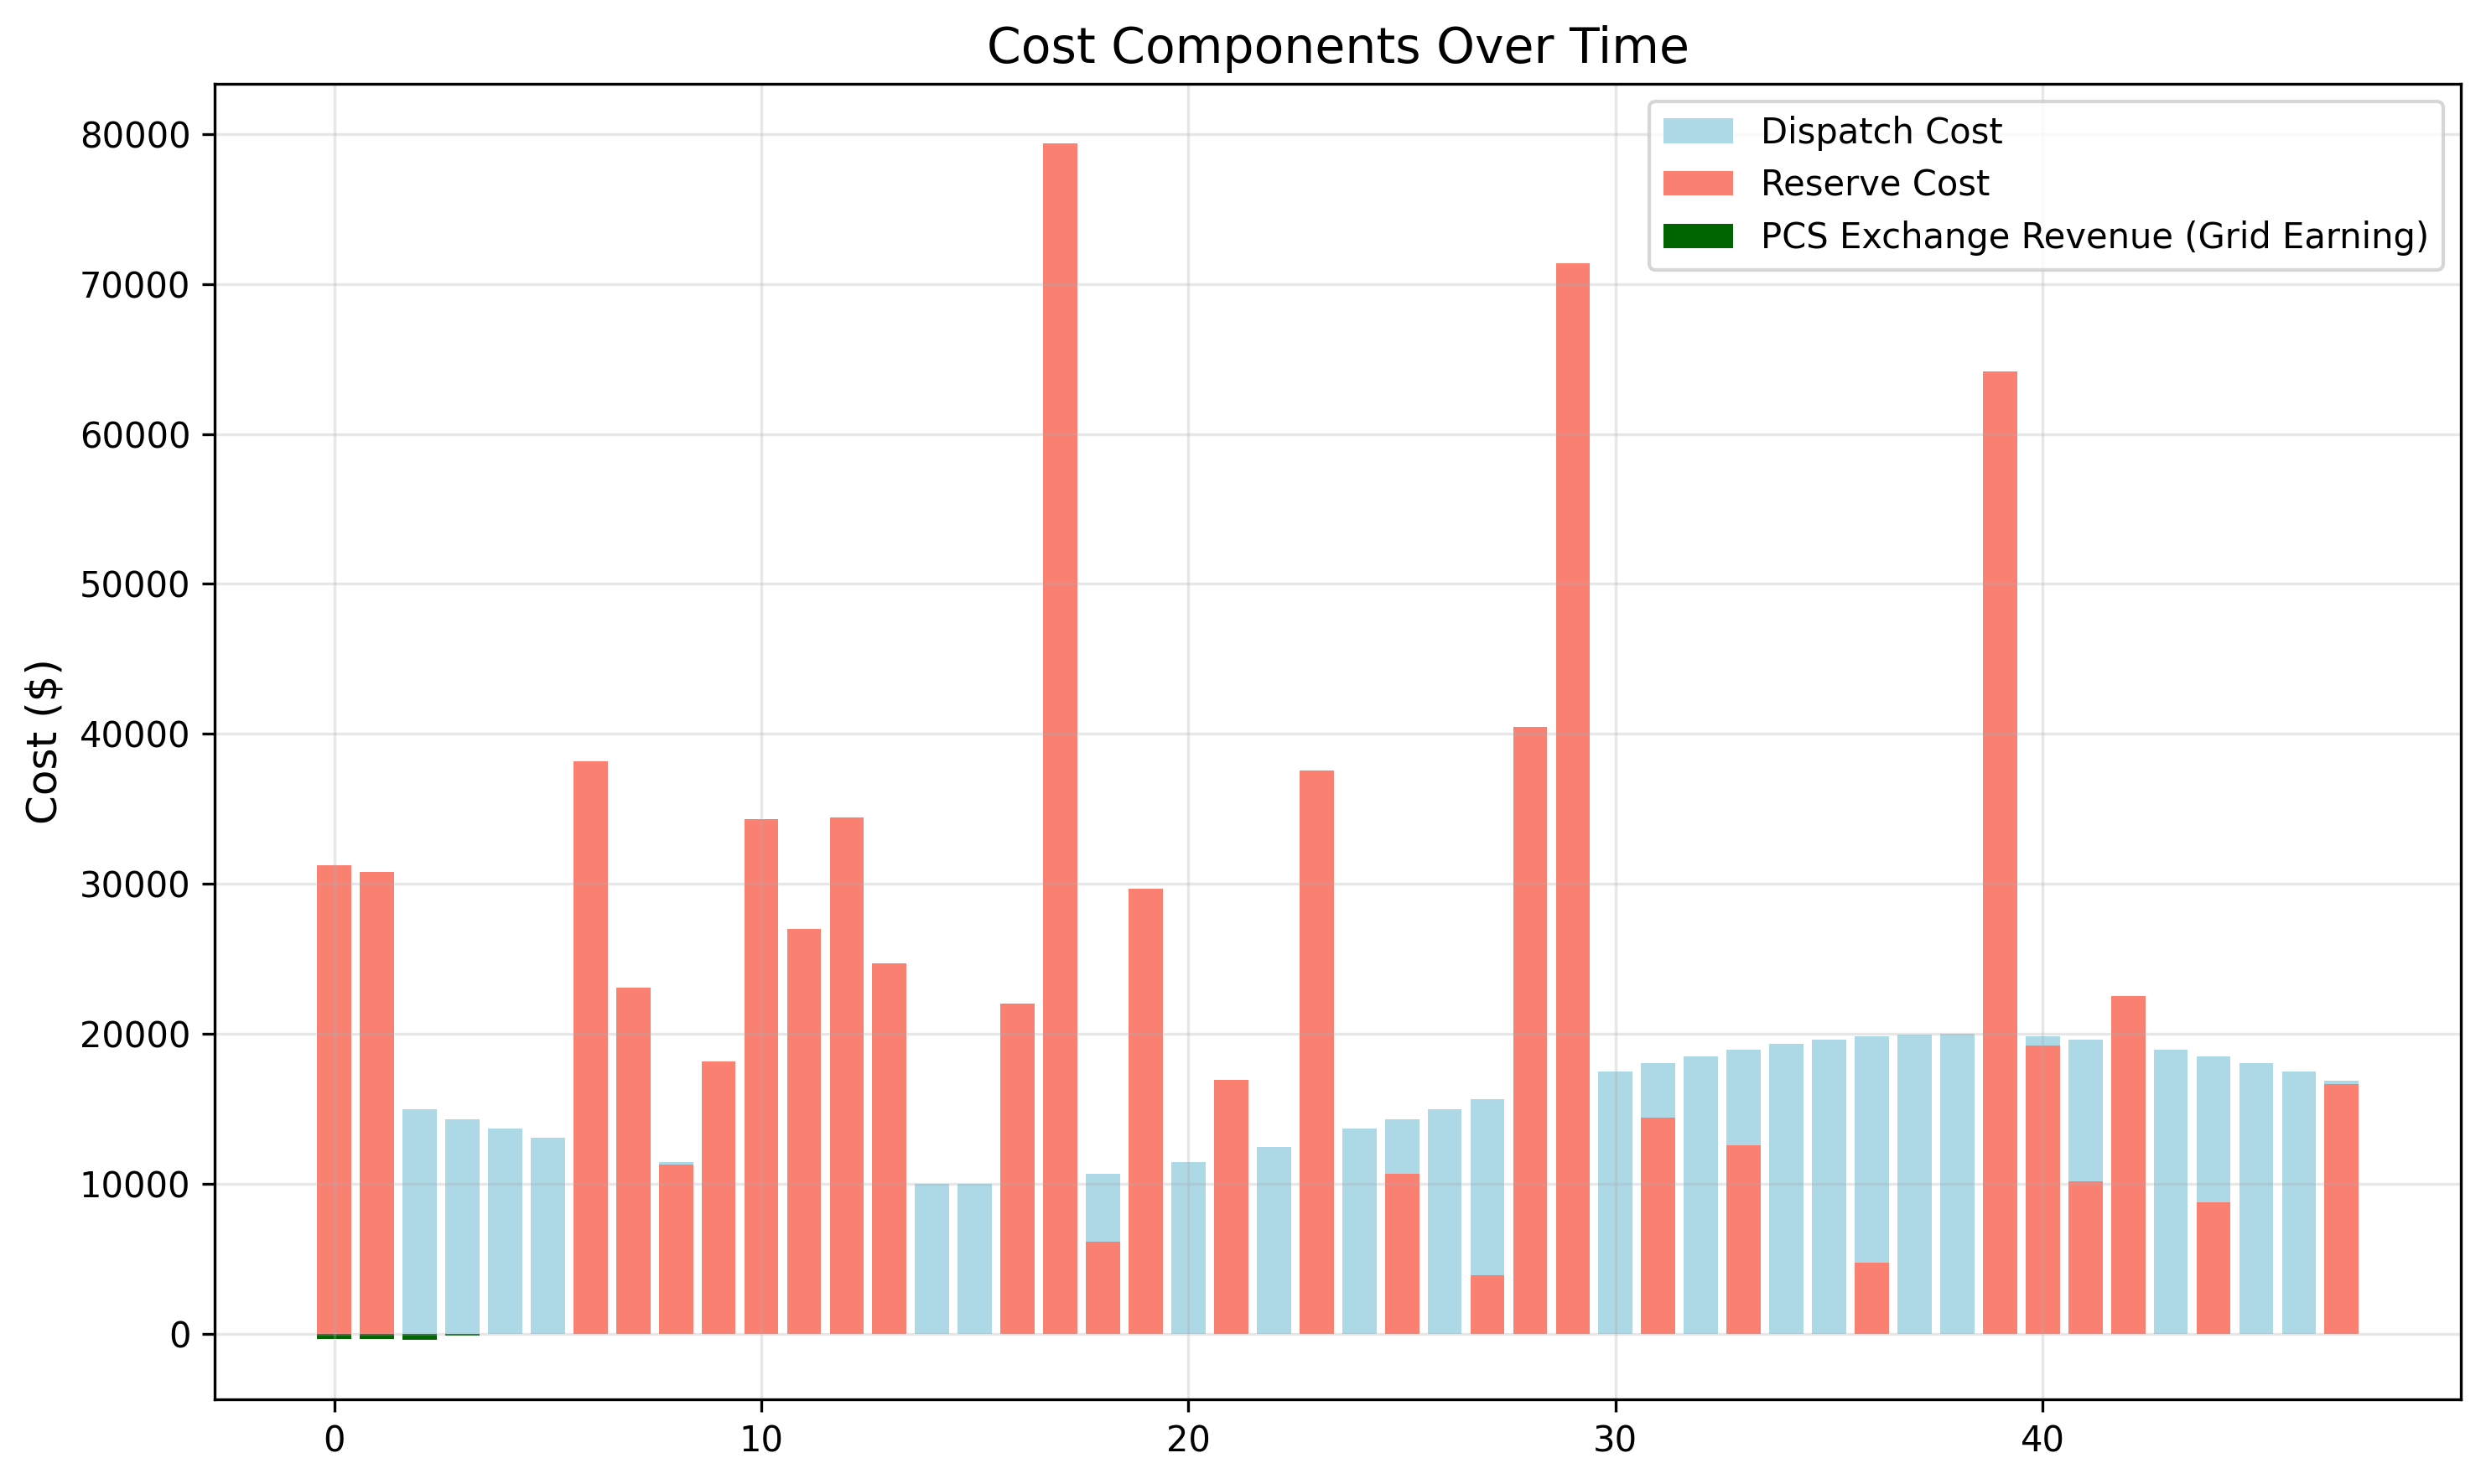 Cost Components Over Time
Dispatch Cost
Reserve Cost
PCS Exchange Revenue (Grid Earning)
Cost ($)
80000
70000
60000
50000
40000
30000
20000
10000
0
0 10 20 30 40